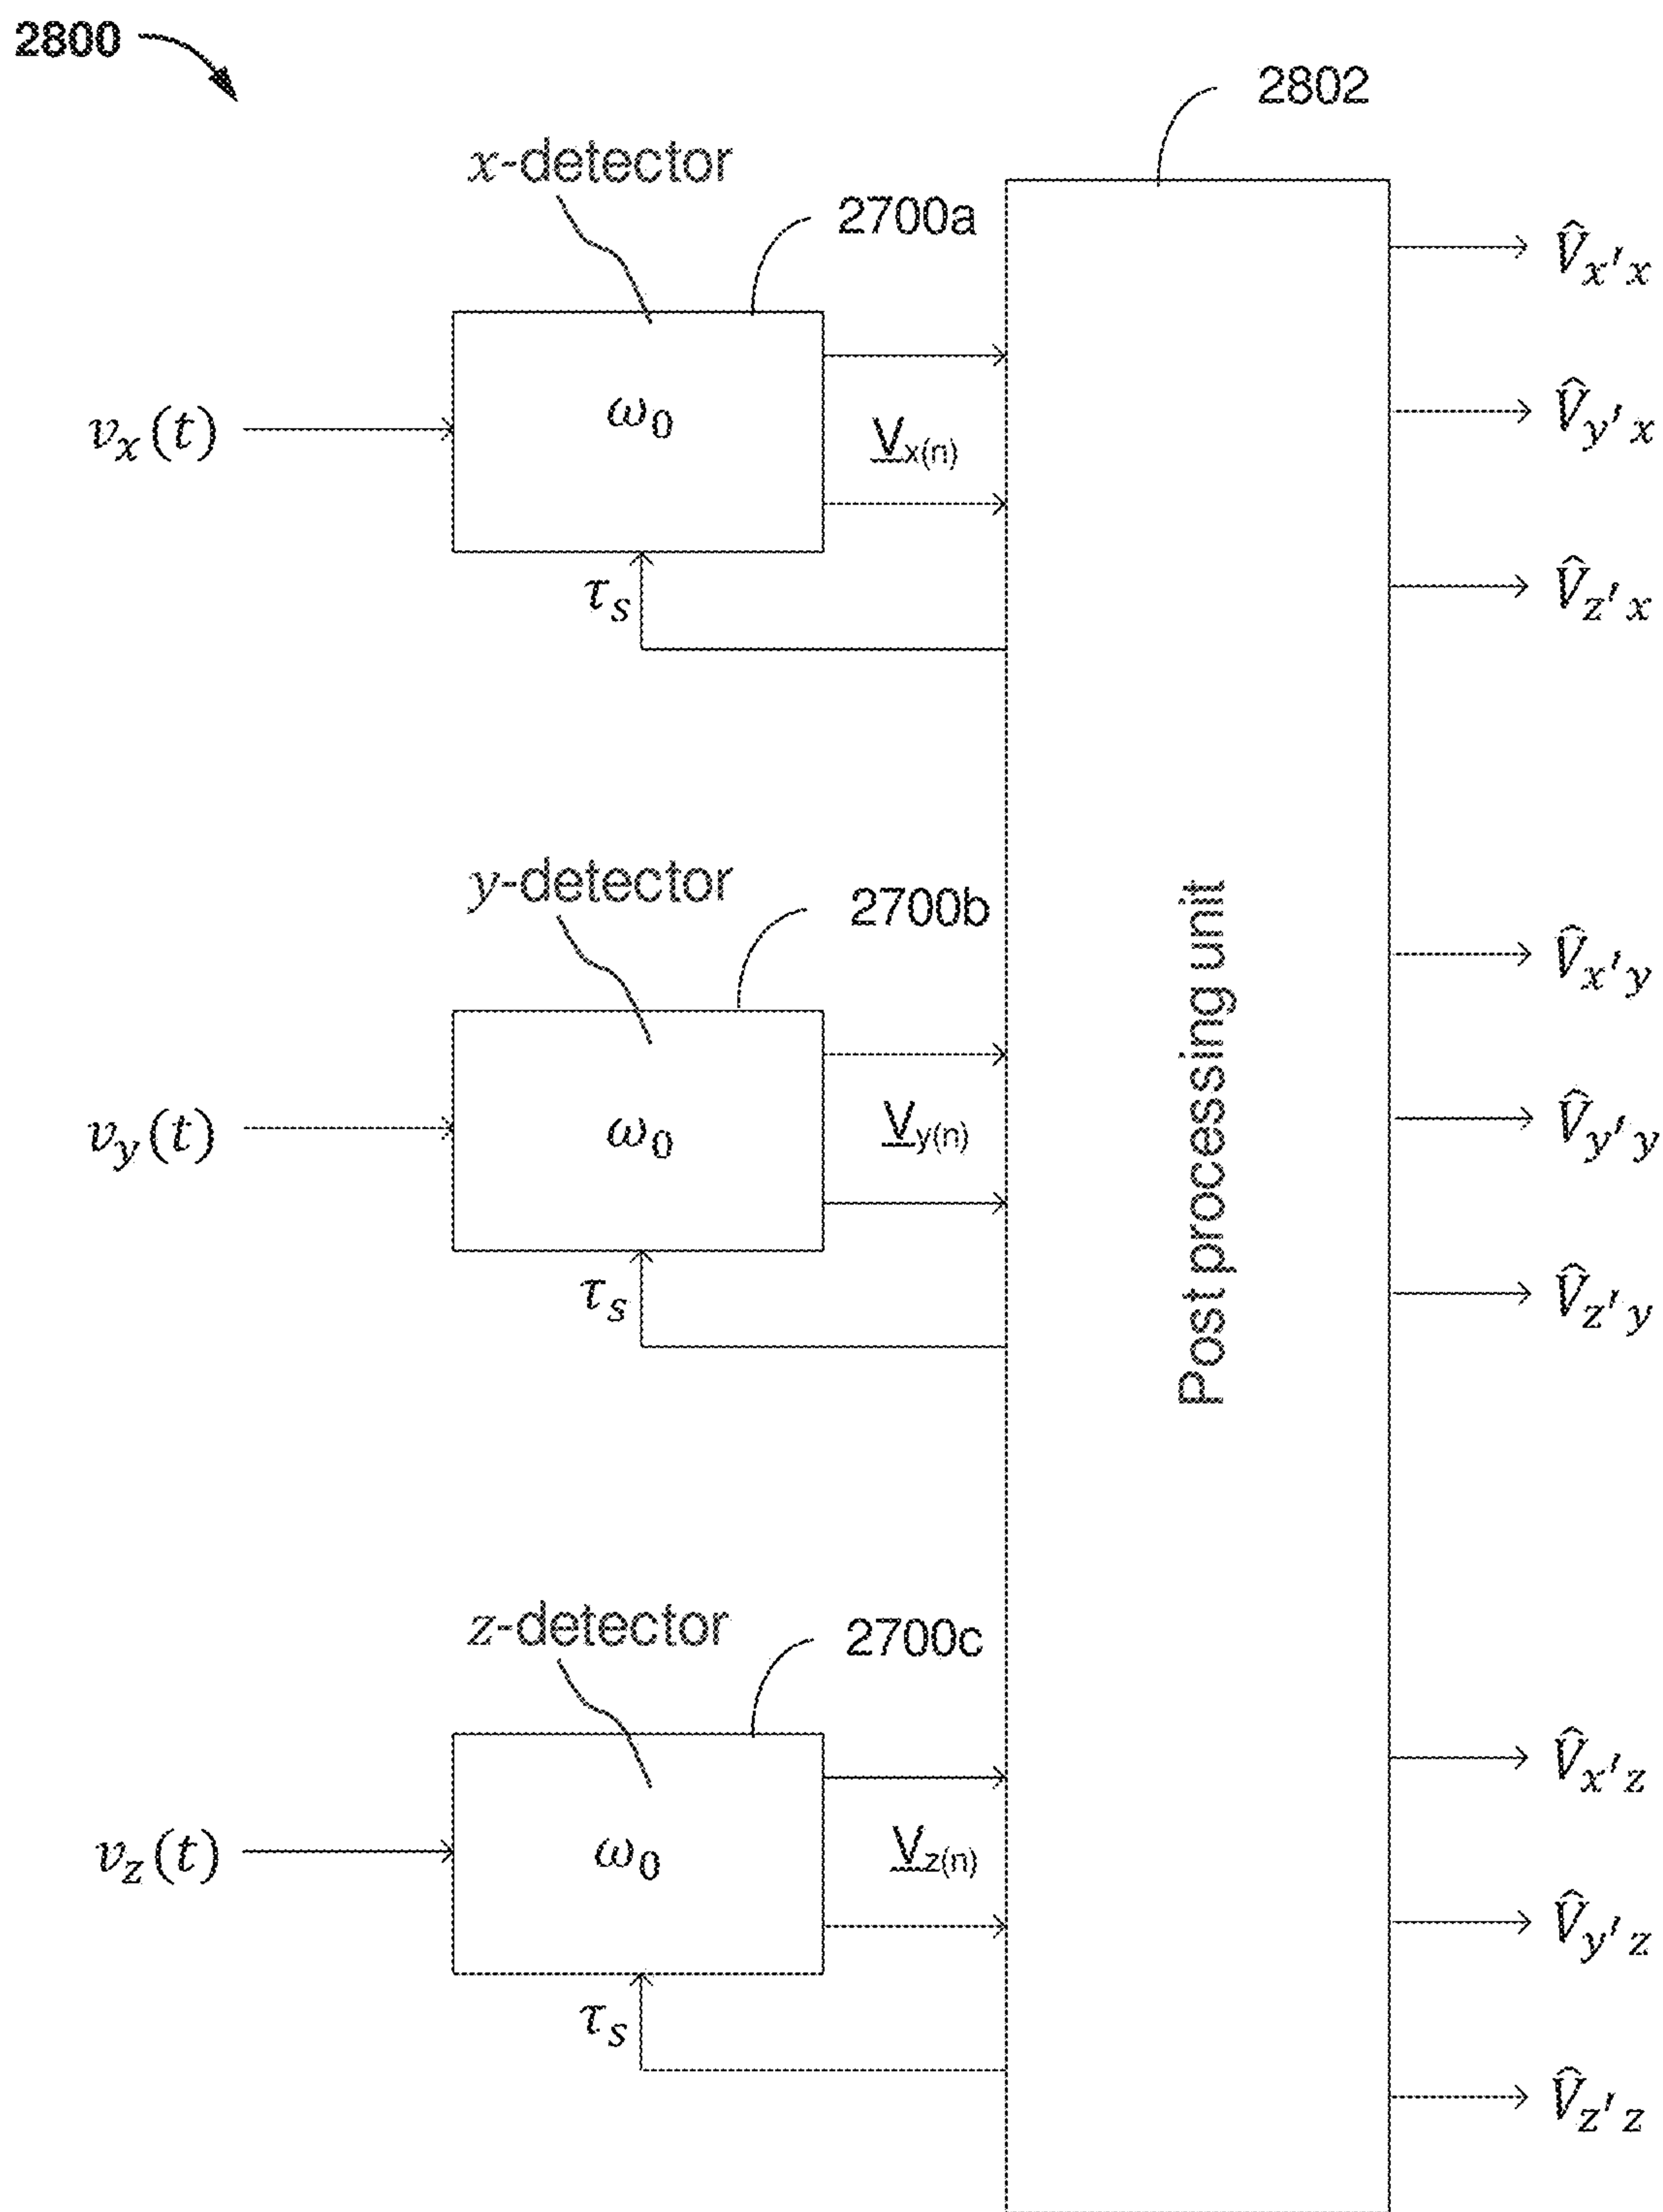 2800
2802
x-detector
2700a
V̂x′x
vx(t)
ω0
Vx(n)
V̂y′x
τs
V̂z′x
y-detector
2700b
V̂x′y
vy(t)
ω0
Vy(n)
V̂y′y
τs
V̂z′y
Post processing unit
z-detector
2700c
V̂x′z
vz(t)
ω0
Vz(n)
V̂y′z
τs
V̂z′z